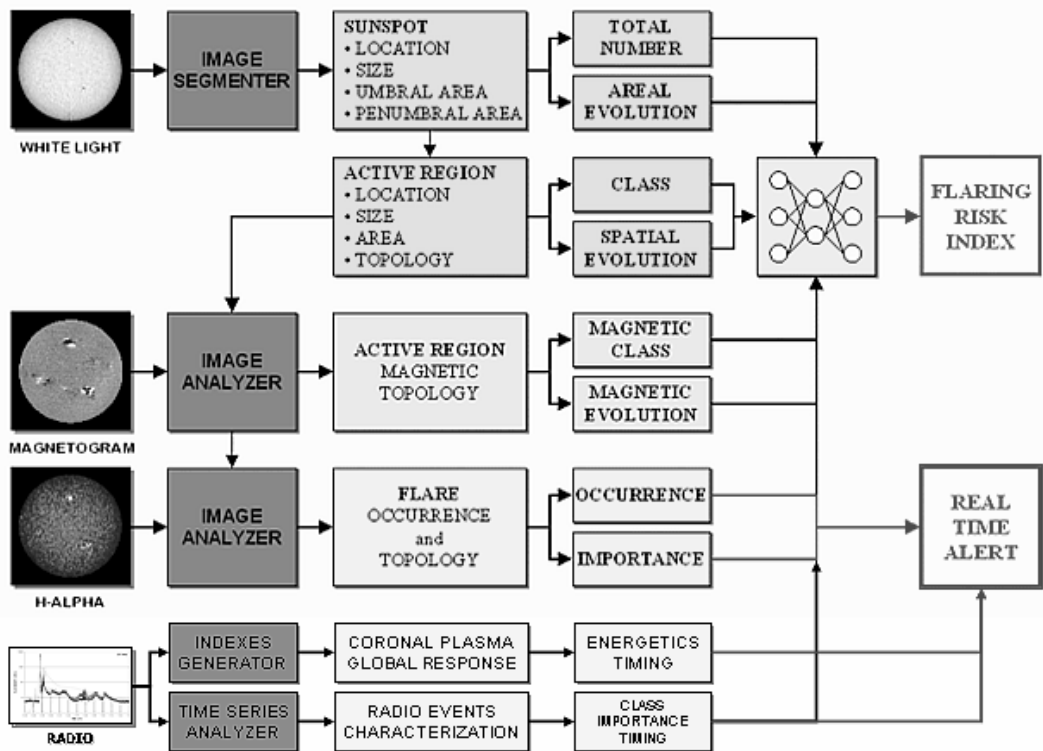 WHITE LIGHT
IMAGE
SEGMENTER
SUNSPOT
• LOCATION
• SIZE
• UMBRAL AREA
• PENUMBRAL AREA
TOTAL
NUMBER
AREAL
EVOLUTION
ACTIVE REGION
• LOCATION
• SIZE
• AREA
• TOPOLOGY
CLASS
SPATIAL
EVOLUTION
FLARING
RISK
INDEX
MAGNETOGRAM
IMAGE
ANALYZER
ACTIVE REGION
MAGNETIC
TOPOLOGY
MAGNETIC
CLASS
MAGNETIC
EVOLUTION
H-ALPHA
IMAGE
ANALYZER
FLARE
OCCURRENCE
and
TOPOLOGY
OCCURRENCE
IMPORTANCE
REAL
TIME
ALERT
RADIO
INDEXES
GENERATOR
CORONAL PLASMA
GLOBAL RESPONSE
ENERGETICS
TIMING
TIME SERIES
ANALYZER
RADIO EVENTS
CHARACTERIZATION
CLASS
IMPORTANCE
TIMING